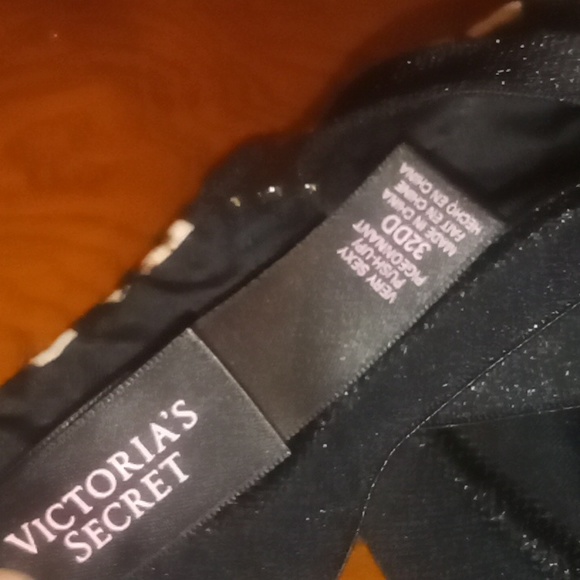 VICTORIA'S
SECRET
VERY SEXY
PUSH-UP/
PIGEONNANT
32DD
MADE IN CHINA
FAIT EN CHINE
HECHO EN CHINA